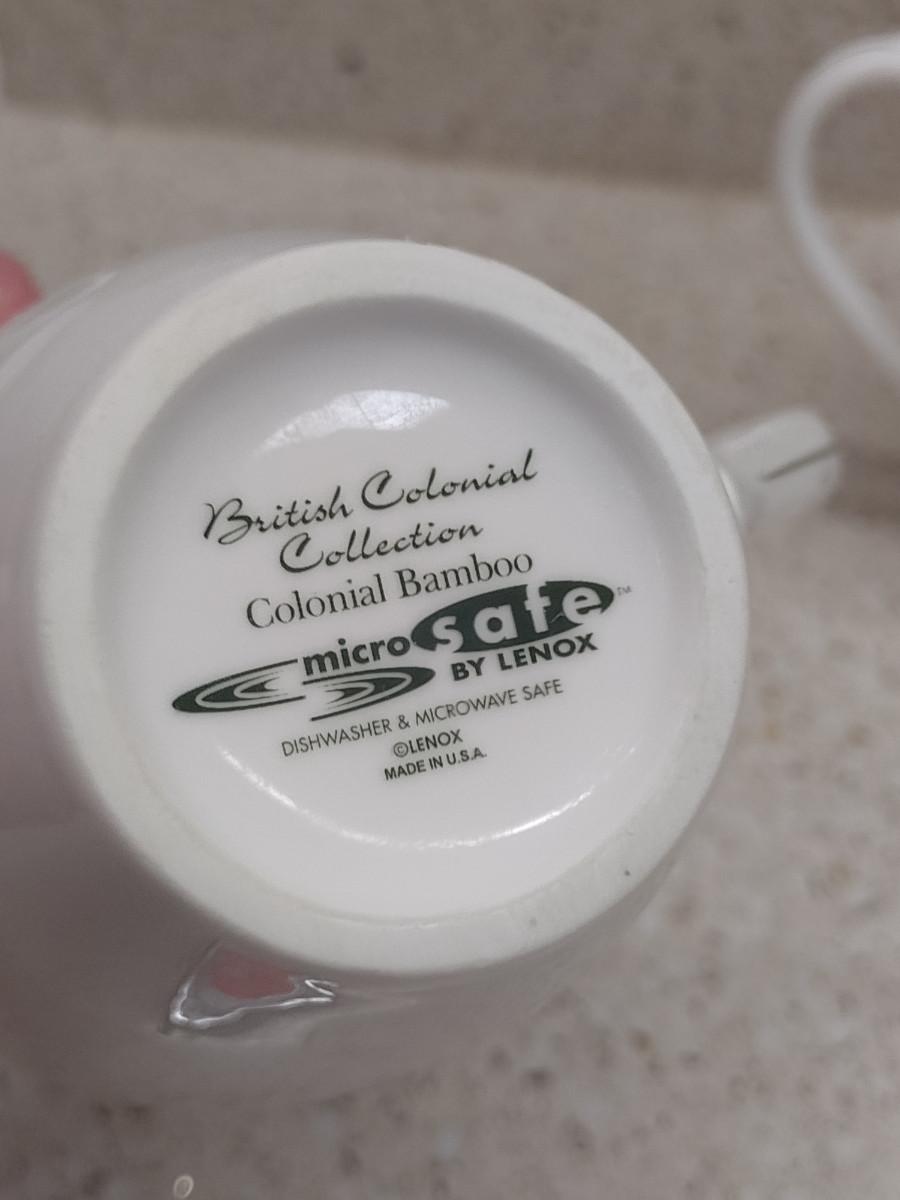 British Colonial
Collection
Colonial Bamboo
micro safe™
BY LENOX
DISHWASHER & MICROWAVE SAFE
©LENOX
MADE IN U.S.A.